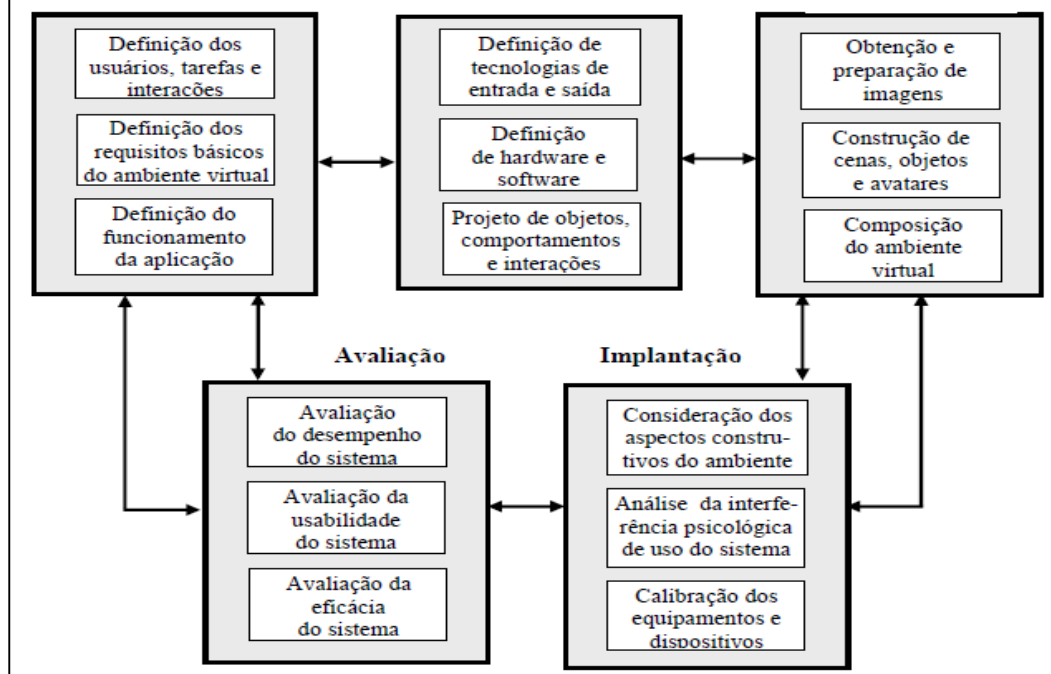 Definição dos
usuários, tarefas e
interações
Definição dos
requisitos básicos
do ambiente virtual
Definição do
funcionamento
da aplicação
Definição de
tecnologias de
entrada e saída
Definição
de hardware e
software
Projeto de objetos,
comportamentos
e interações
Obtenção e
preparação de
imagens
Construção de
cenas, objetos
e avatares
Composição
do ambiente
virtual
Avaliação
Avaliação
do desempenho
do sistema
Avaliação da
usabilidade
do sistema
Avaliação da
eficácia
do sistema
Implantação
Consideração dos
aspectos constru-
tivos do ambiente
Análise da interfe-
rência psicológica
de uso do sistema
Calibração dos
equipamentos e
dispositivos